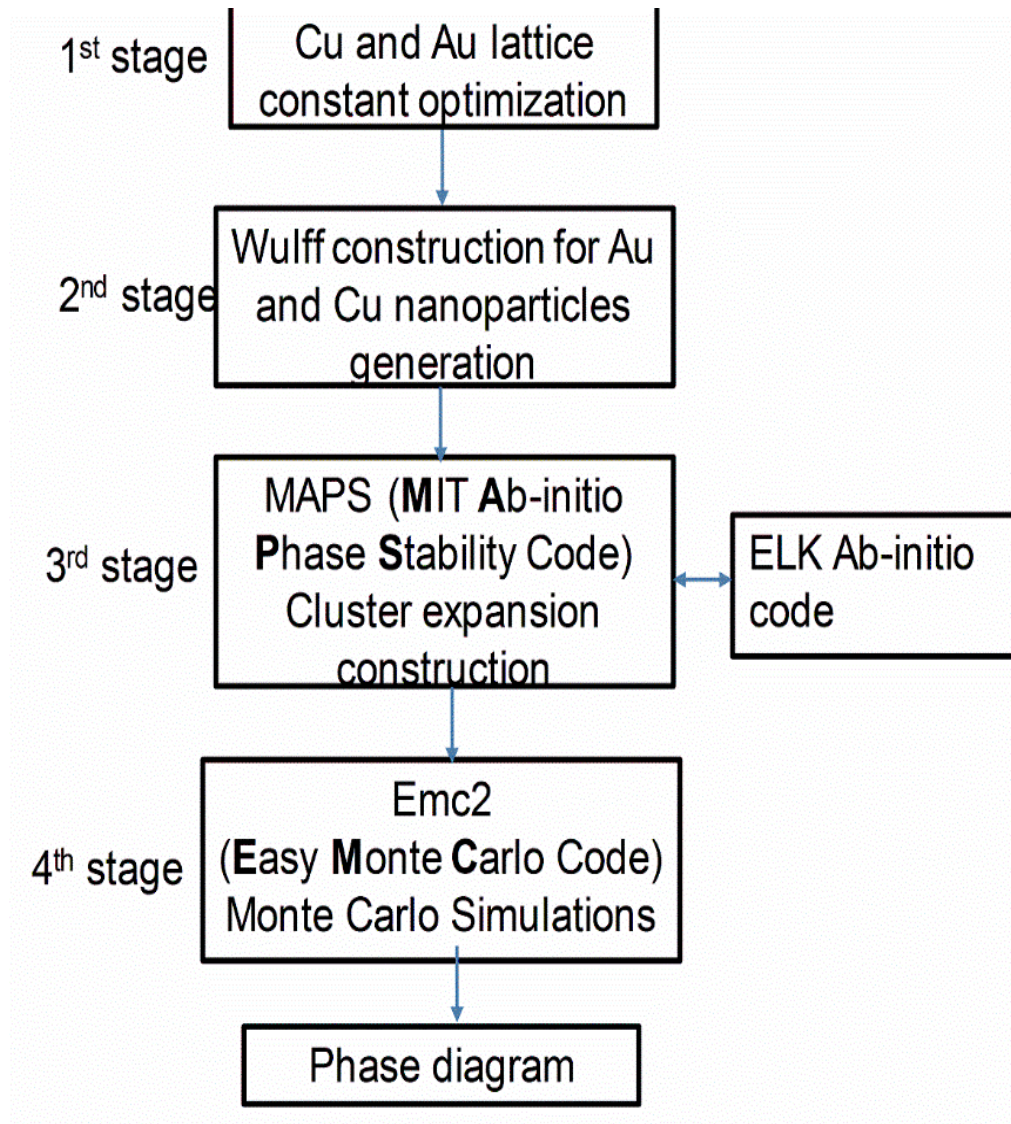 1st stage
Cu and Au lattice
constant optimization
2nd stage
Wulff construction for Au
and Cu nanoparticles
generation
3rd stage
MAPS (MIT Ab-initio
Phase Stability Code)
Cluster expansion
construction
ELK Ab-initio
code
4th stage
Emc2
(Easy Monte Carlo Code)
Monte Carlo Simulations
Phase diagram